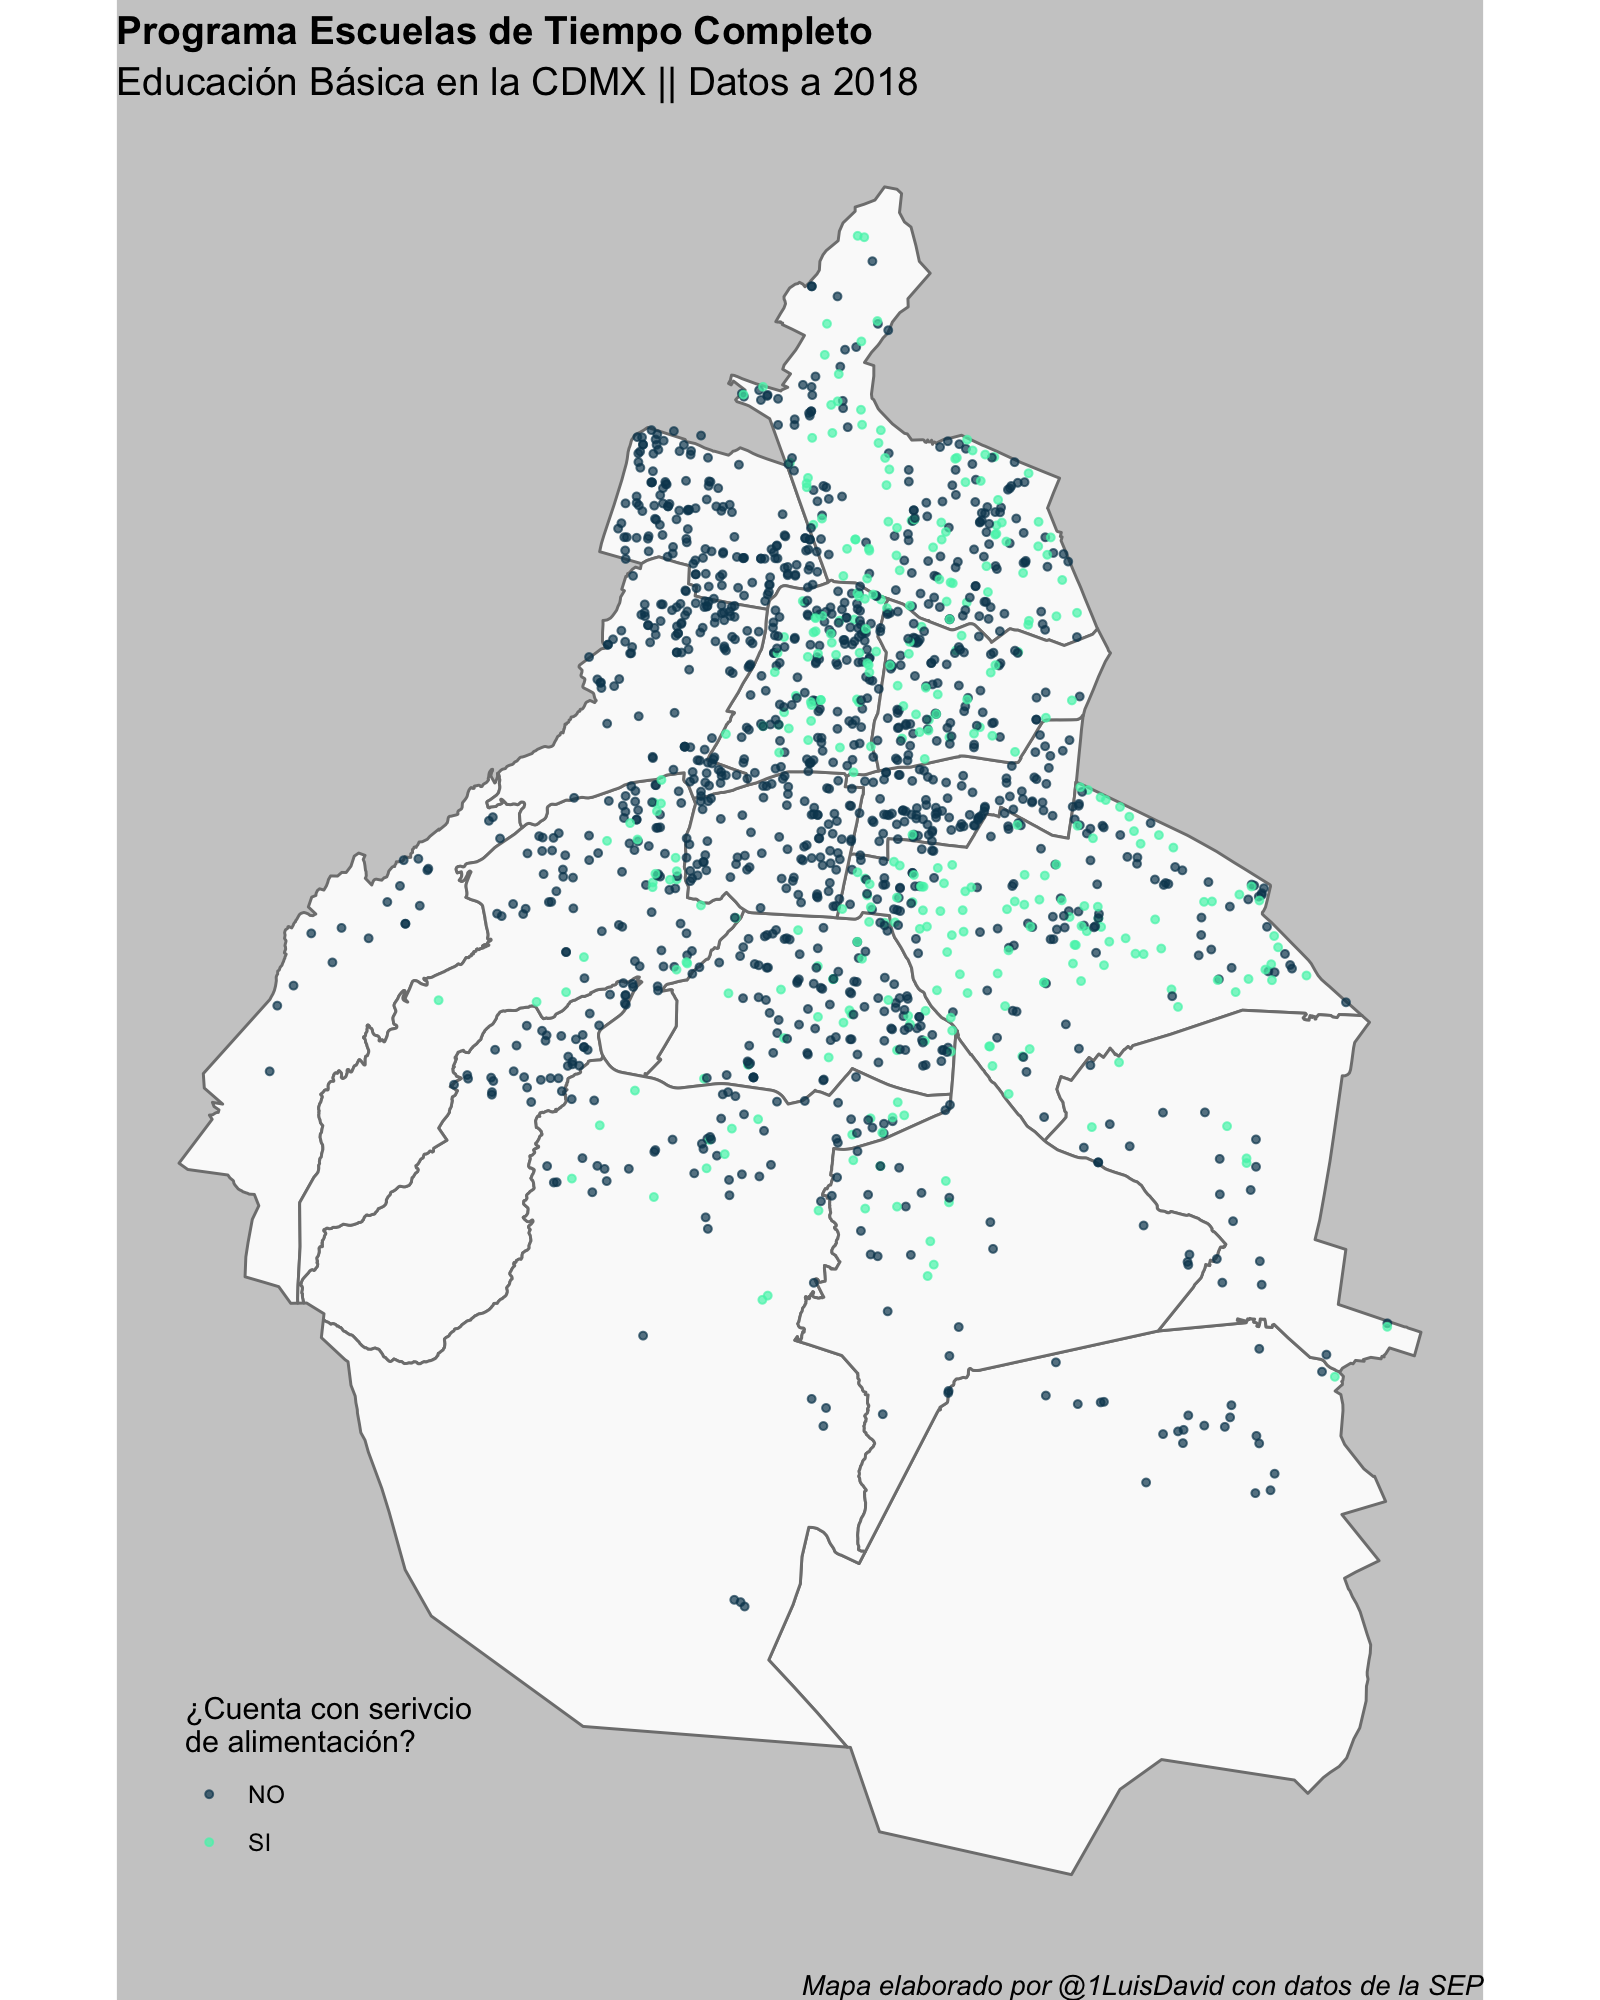 Programa Escuelas de Tiempo Completo
Educación Básica en la CDMX || Datos a 2018
¿Cuenta con serivcio
de alimentación?
NO
SI
Mapa elaborado por @1LuisDavid con datos de la SEP